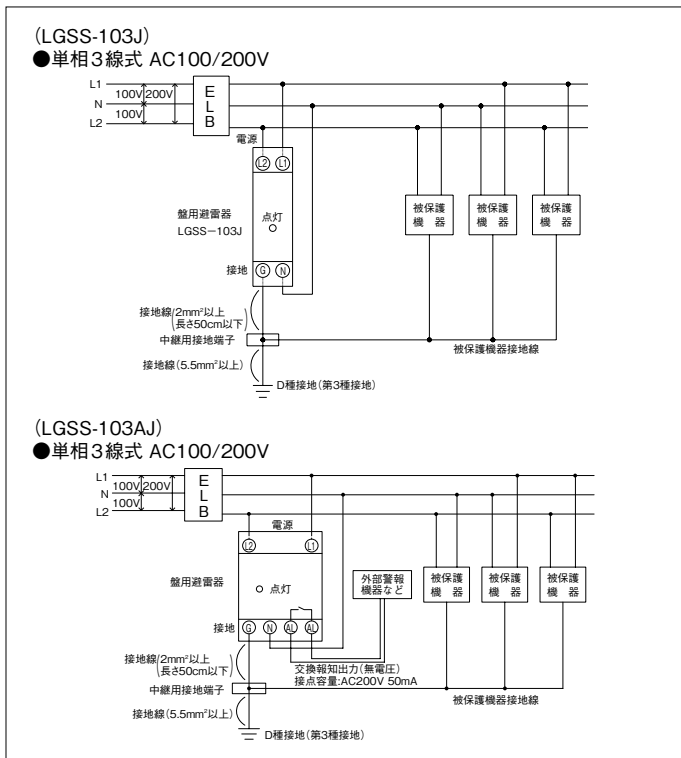 (LGSS-103J)
●単相3線式 AC100/200V
L1
100V 200V
N
100V
L2
E
L
B
電源
L2 L1
盤用避雷器
LGSS−103J
点灯
被保護
機 器
被保護
機 器
被保護
機 器
接地 G N
接地線(2mm²以上
長さ50cm以下)
中継用接地端子
被保護機器接地線
接地線(5.5mm²以上)
D種接地(第3種接地)
(LGSS-103AJ)
●単相3線式 AC100/200V
L1
100V 200V
N
100V
L2
E
L
B
電源
L2 L1
盤用避雷器
点灯
外部警報
機器など
被保護
機 器
被保護
機 器
被保護
機 器
接地 G N AL AL
接地線(2mm²以上
長さ50cm以下)
交換報知出力(無電圧)
接点容量:AC200V 50mA
中継用接地端子
被保護機器接地線
接地線(5.5mm²以上)
D種接地(第3種接地)